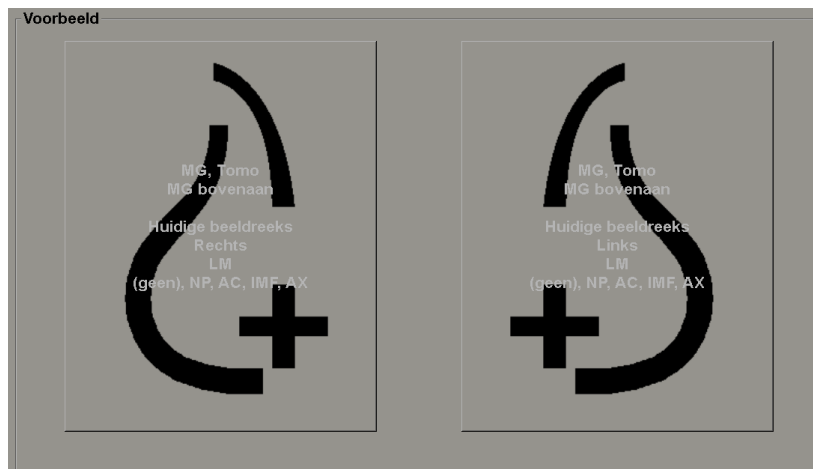 Voorbeeld
MG, Tomo
MG bovenaan
Huidige beeldreeks
Rechts
LM
(geen), NP, AC, IMF, AX
MG, Tomo
MG bovenaan
Huidige beeldreeks
Links
LM
(geen), NP, AC, IMF, AX